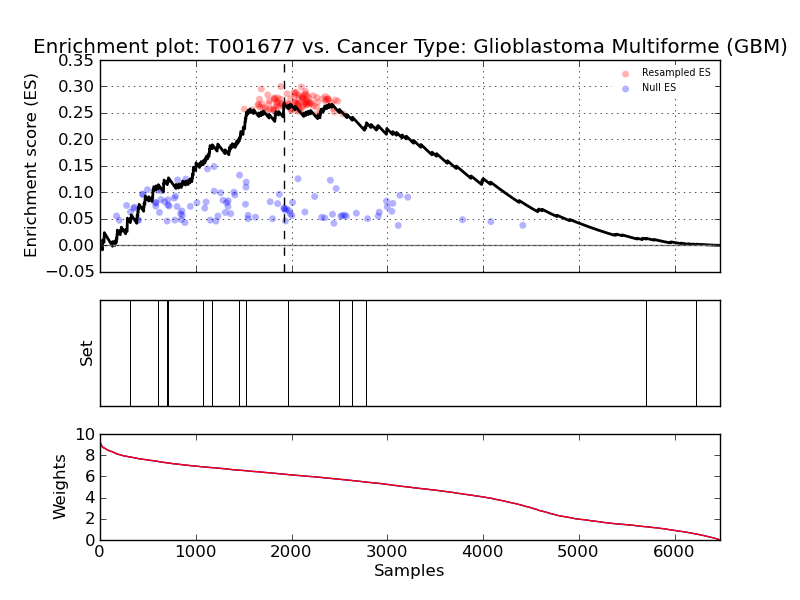 Enrichment plot: T001677 vs. Cancer Type: Glioblastoma Multiforme (GBM)
0.35
0.30
0.25
0.20
0.15
0.10
0.05
0.00
−0.05
Enrichment score (ES)
Resampled ES
Null ES
Set
10
8
6
4
2
0
Weights
0 1000 2000 3000 4000 5000 6000
Samples